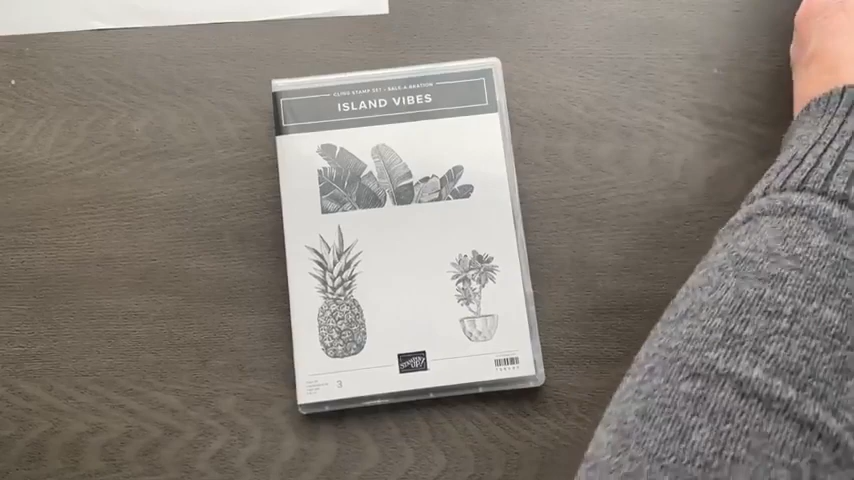 CLING STAMP SET • SALE-A-BRATION
ISLAND VIBES
STAMPIN' UP!
3